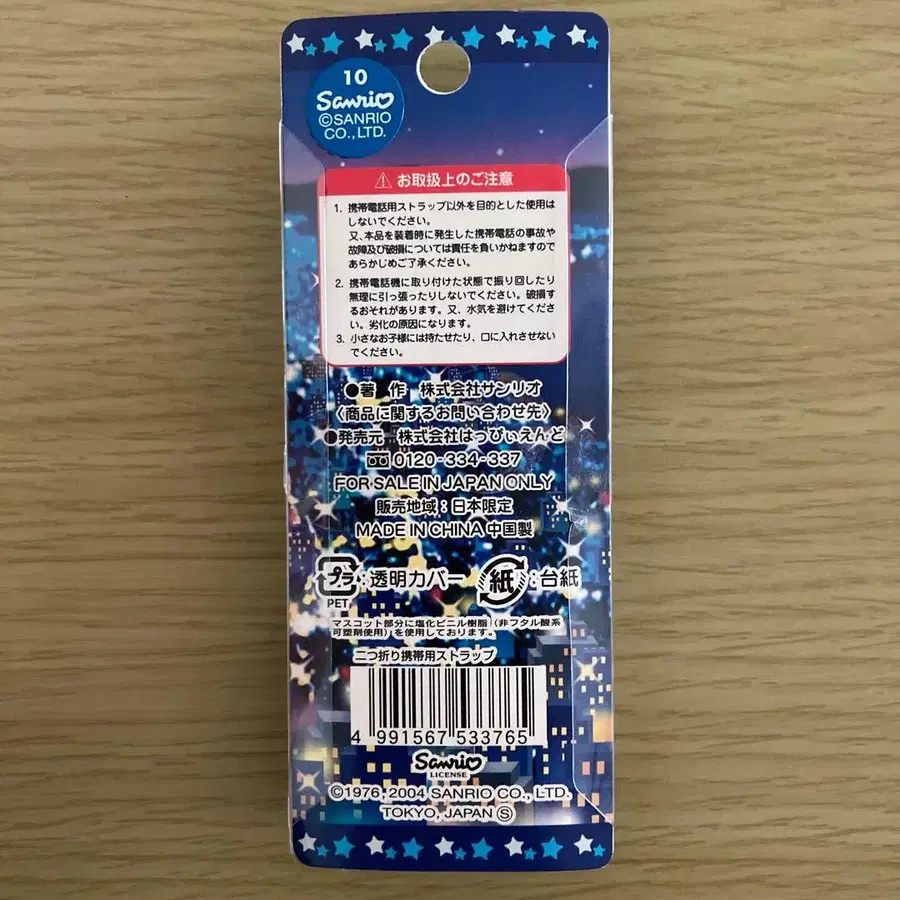 10
Sanrio
©SANRIO
CO.,LTD.
⚠ お取扱上のご注意
1. 携帯電話用ストラップ以外を目的とした使用は
しないでください。
又、本品を装着時に発生した携帯電話の事故や
故障及び破損については責任を負いかねますので
あらかじめご了承ください。
2. 携帯電話機に取り付けた状態で振り回したり
無理に引っ張ったりしないでください。破損す
るおそれがあります。又、水気を避けてくださ
い。劣化の原因になります。
3. 小さなお子様には持たせたり、口に入れさせない
でください。
●著 作 株式会社サンリオ
〈商品に関するお問い合わせ先〉
●発売元 株式会社はっぴぃえんど
0120-334-337
FOR SALE IN JAPAN ONLY
販売地域：日本限定
MADE IN CHINA 中国製
プラ：透明カバー 紙：台紙
PET
マスコット部分に塩化ビニル樹脂（非フタル酸系
可塑剤使用）を使用しております。
二つ折り携帯用ストラップ
4 991567 533765
Sanrio
LICENSE
©1976, 2004 SANRIO CO., LTD.
TOKYO, JAPAN Ⓢ